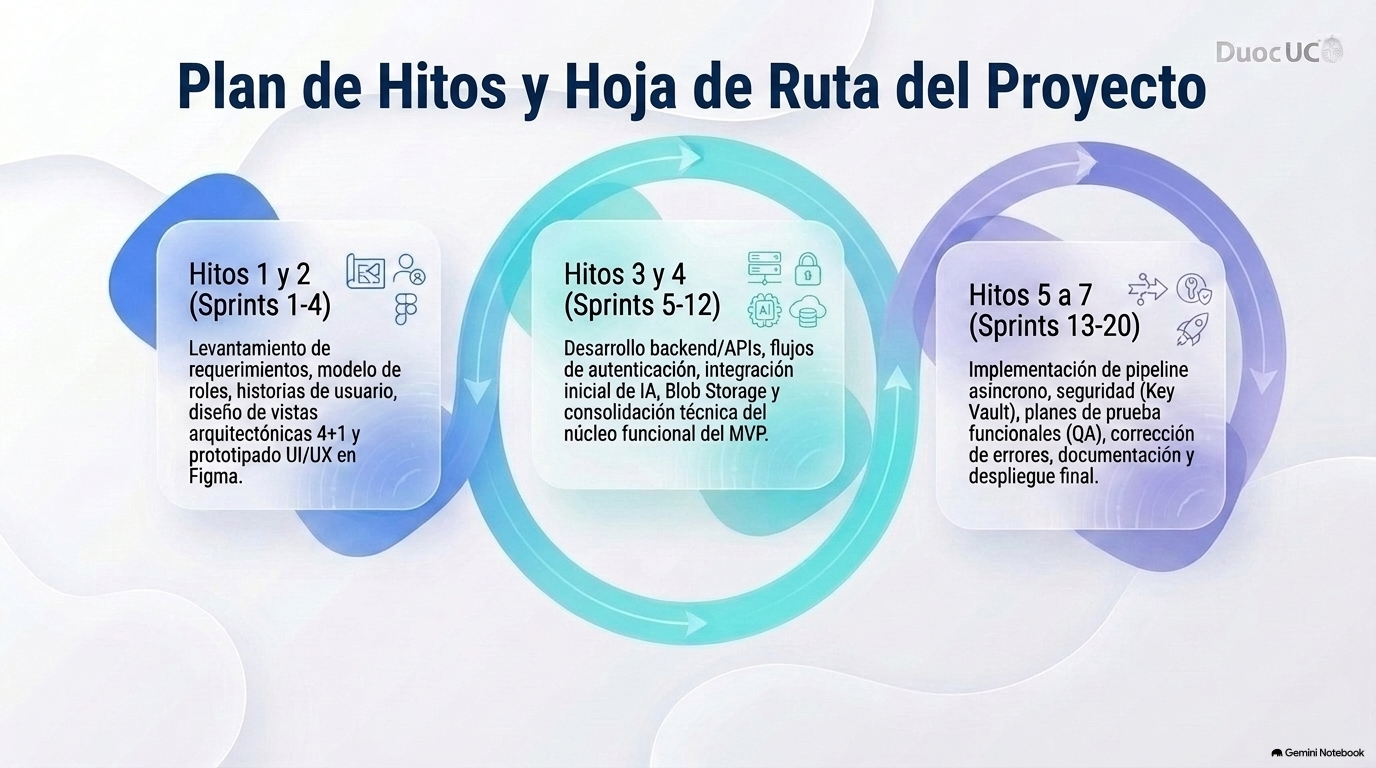 Duoc UC
Plan de Hitos y Hoja de Ruta del Proyecto
Hitos 1 y 2
(Sprints 1-4)
Levantamiento de
requerimientos, modelo de
roles, historias de usuario,
diseño de vistas
arquitectónicas 4+1 y
prototipado UI/UX en
Figma.
Hitos 3 y 4
(Sprints 5-12)
AI
Desarrollo backend/APIs, flujos
de autenticación, integración
inicial de IA, Blob Storage y
consolidación técnica del
núcleo funcional del MVP.
Hitos 5 a 7
(Sprints 13-20)
Implementación de pipeline
asincrono, seguridad (Key
Vault), planes de prueba
funcionales (QA), corrección
de errores, documentación y
despliegue final.
Gemini Notebook